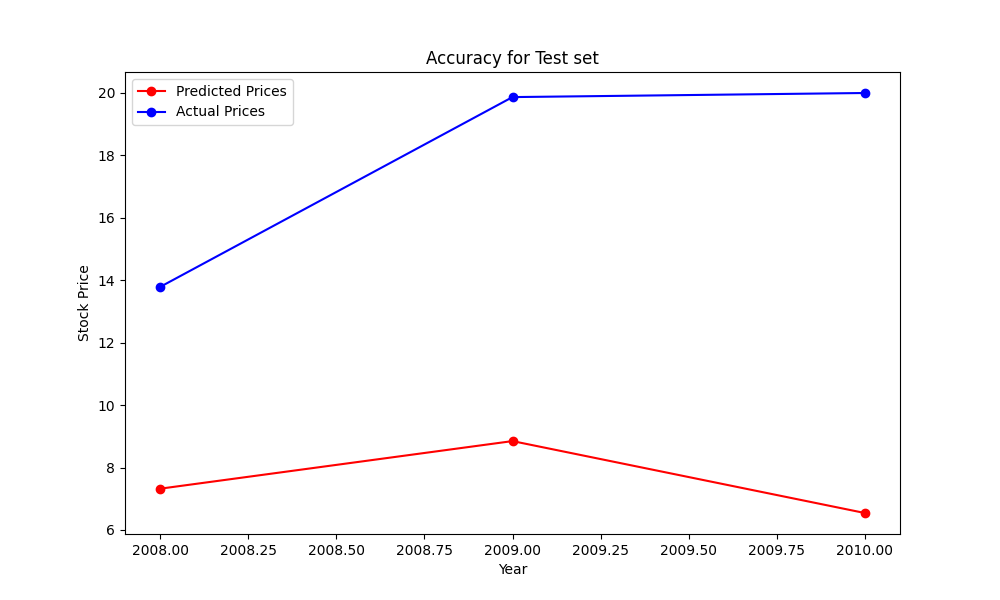 Accuracy for Test set
Predicted Prices
Actual Prices
20
18
16
14
12
10
8
6
Stock Price
2008.00 2008.25 2008.50 2008.75 2009.00 2009.25 2009.50 2009.75 2010.00
Year